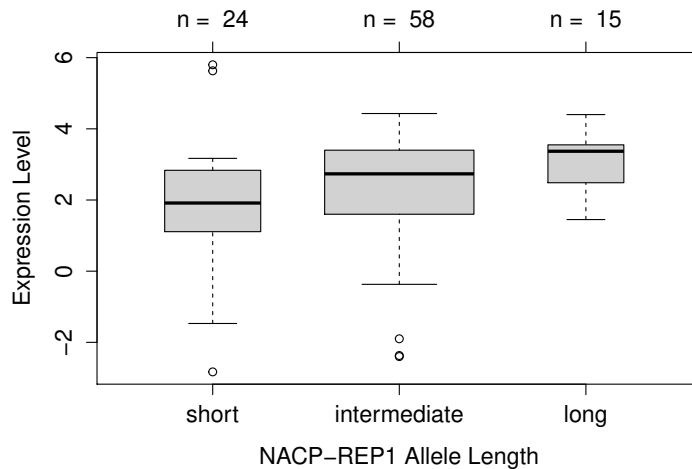 n = 24 n = 58 n = 15
6
4
2
0
−2
Expression Level
short intermediate long
NACP−REP1 Allele Length